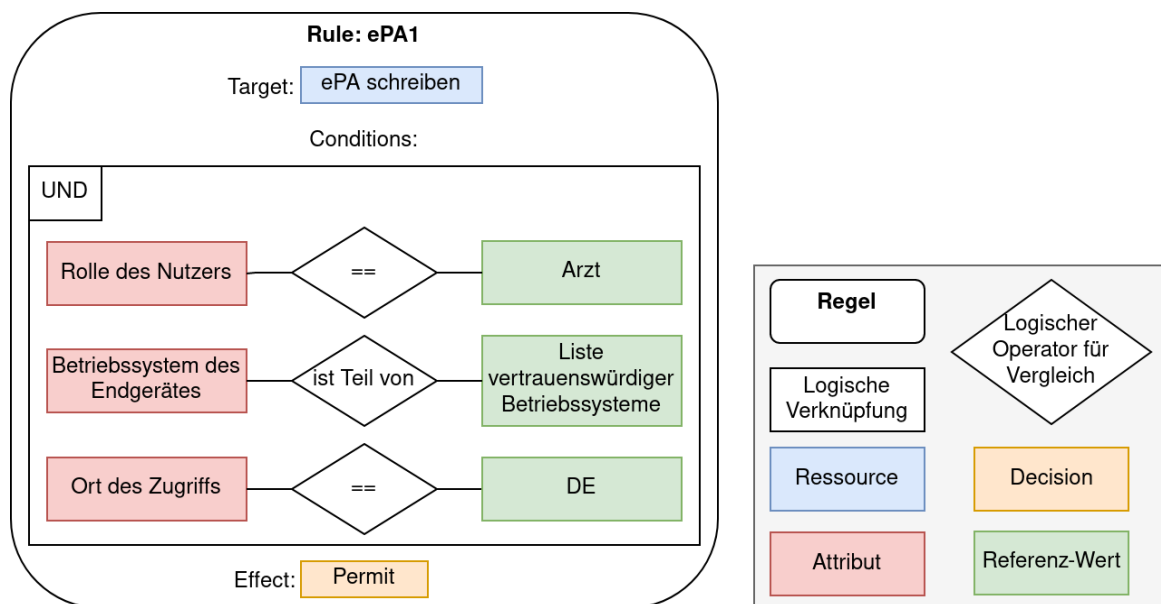 Rule: ePA1
Target: ePA schreiben
Conditions:
UND
Rolle des Nutzers == Arzt
Betriebssystem des
Endgerätes
ist Teil von
Liste
vertrauenswürdiger
Betriebssysteme
Ort des Zugriffs == DE
Effect: Permit
Regel
Logischer
Operator für
Vergleich
Logische
Verknüpfung
Ressource
Decision
Attribut
Referenz-Wert